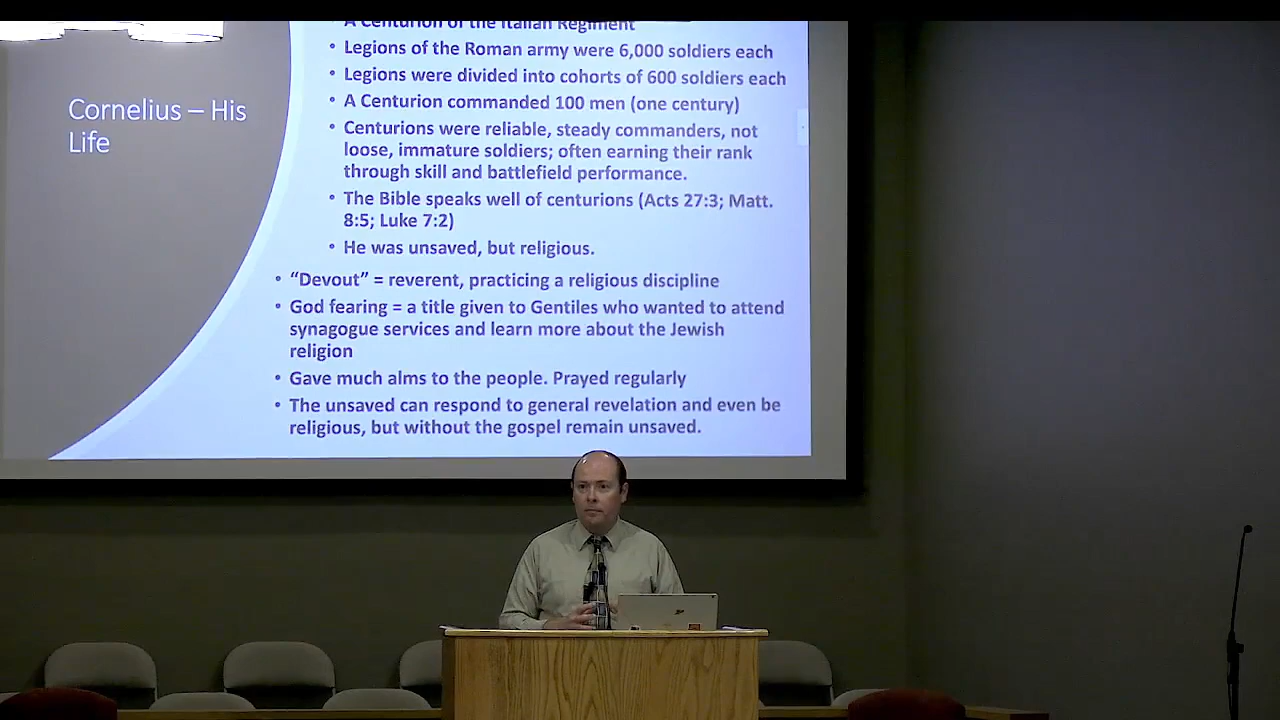 A Centurion of the Italian Regiment
• Legions of the Roman army were 6,000 soldiers each
• Legions were divided into cohorts of 600 soldiers each
Cornelius – His
Life
• A Centurion commanded 100 men (one century)
• Centurions were reliable, steady commanders, not
loose, immature soldiers; often earning their rank
through skill and battlefield performance.
• The Bible speaks well of centurions (Acts 27:3; Matt.
8:5; Luke 7:2)
• He was unsaved, but religious.
• “Devout” = reverent, practicing a religious discipline
• God fearing = a title given to Gentiles who wanted to attend
synagogue services and learn more about the Jewish
religion
• Gave much alms to the people. Prayed regularly
• The unsaved can respond to general revelation and even be
religious, but without the gospel remain unsaved.